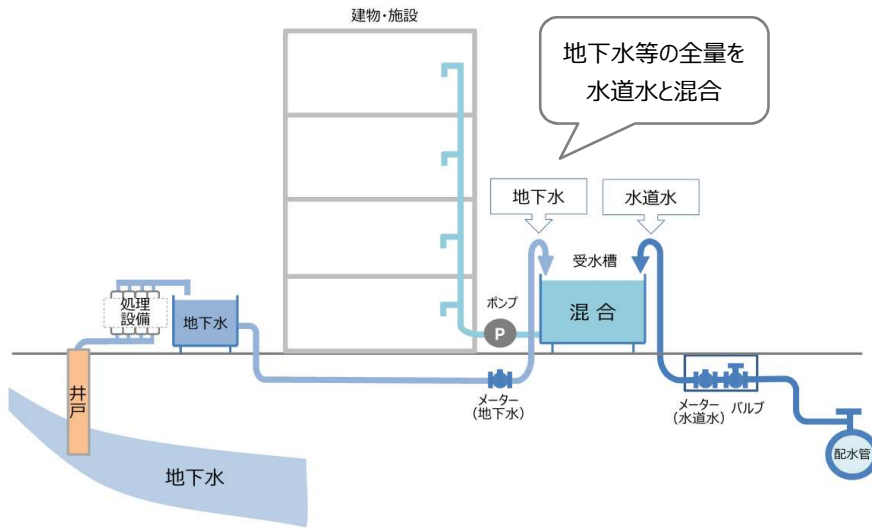 建物・施設
地下水等の全量を
水道水と混合
地下水
水道水
受水槽
混 合
ポンプ
P
処理
設備
地下水
井戸
メーター
（地下水）
メーター
（水道水）
バルブ
配水管
地下水